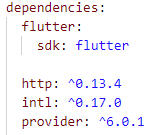 dependencies:
  flutter:
    sdk: flutter

  http: ^0.13.4
  intl: ^0.17.0
  provider: ^6.0.1